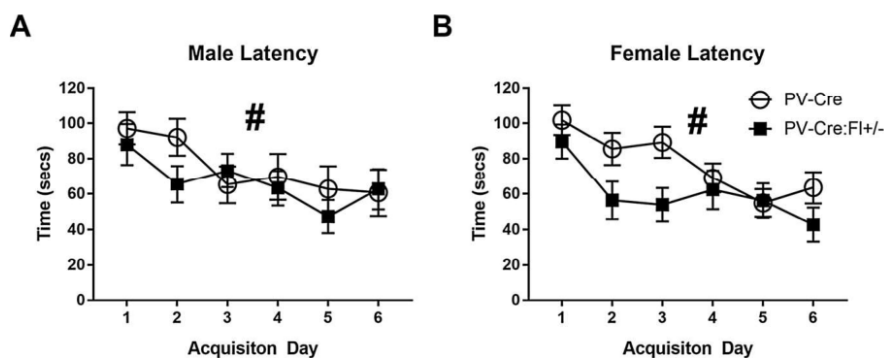 A
Male Latency
#
Time (secs)
120
100
80
60
40
20
0
1 2 3 4 5 6
Acquisiton Day
B
Female Latency
#
PV-Cre
PV-Cre:Fl+/-
Time (secs)
120
100
80
60
40
20
0
1 2 3 4 5 6
Acquisiton Day